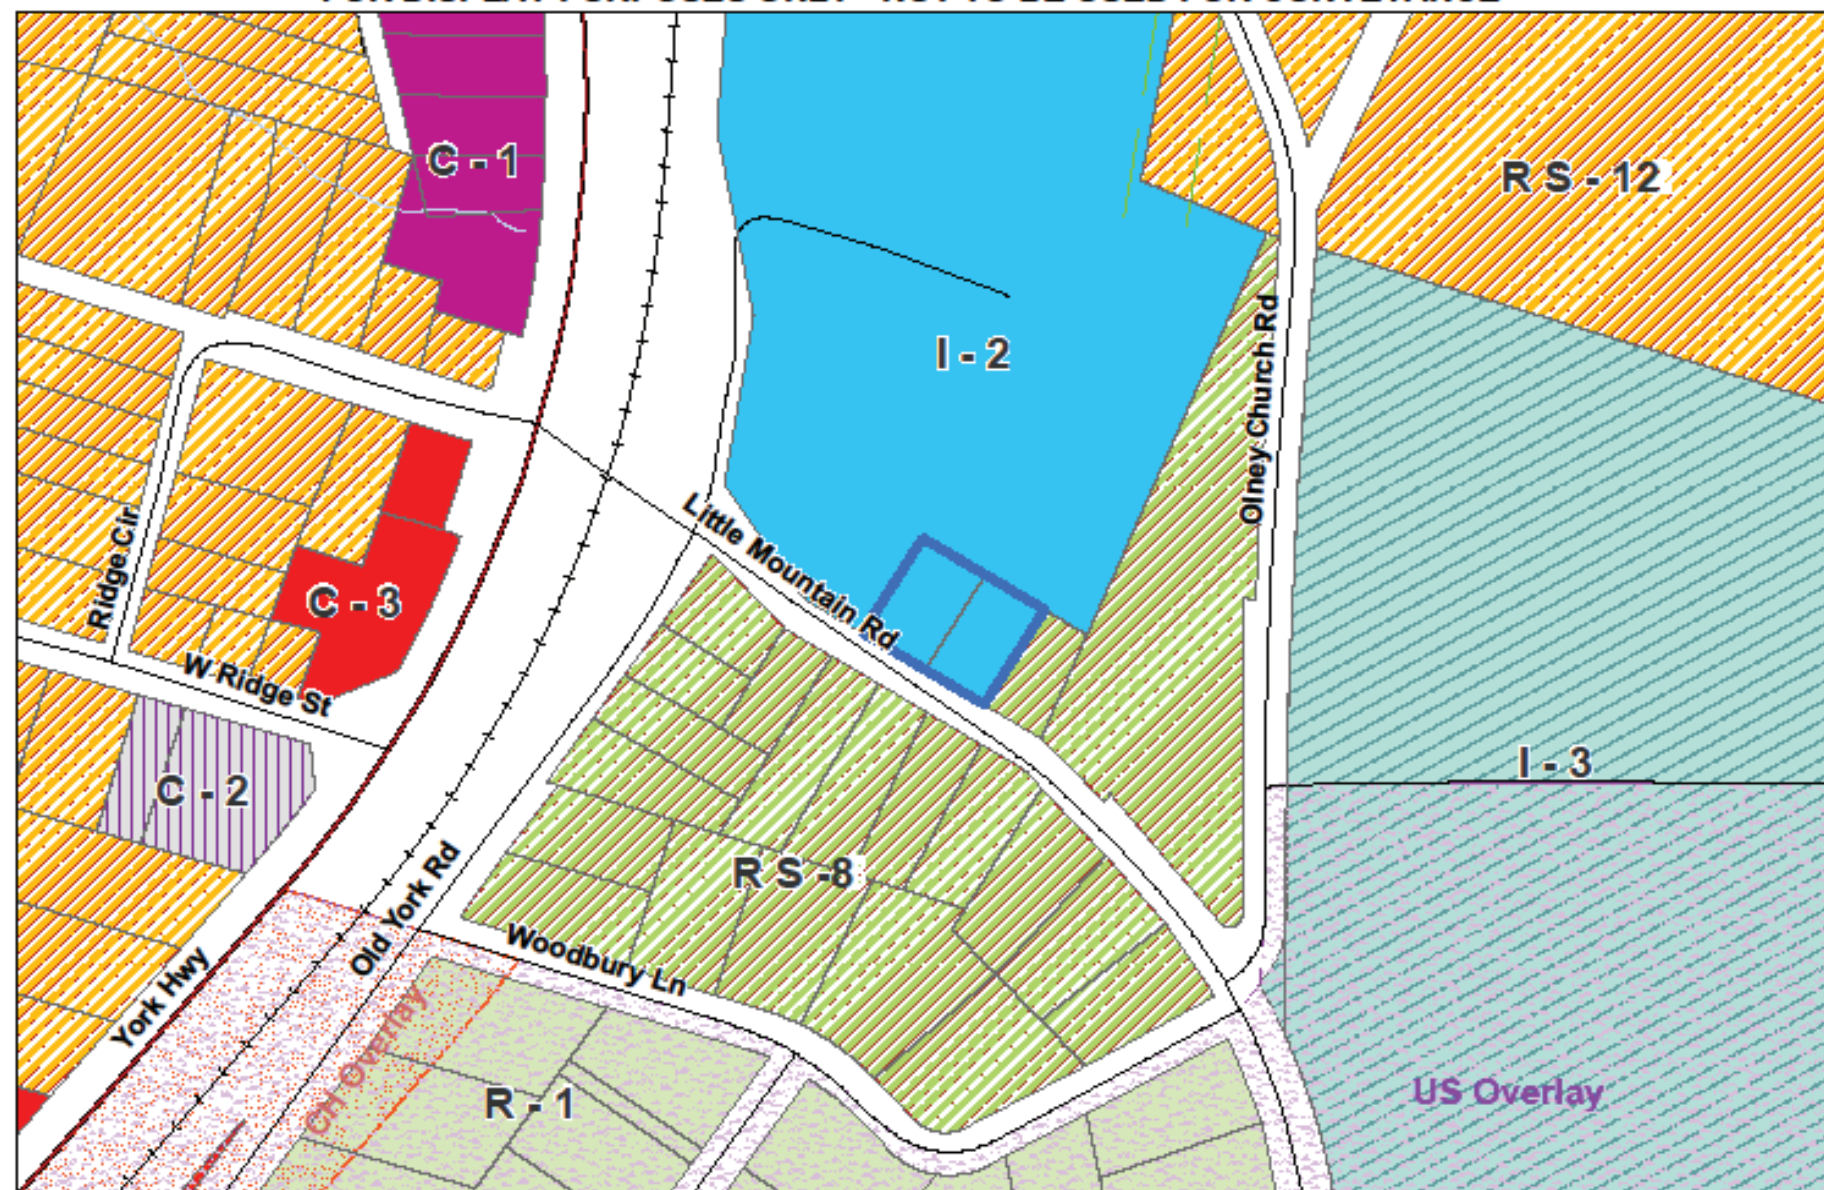 C - 1
R S - 12
I - 2
Olney Church Rd
Little Mountain Rd
Ridge Cir
C - 3
W Ridge St
C - 2
I - 3
R S -8
Old York Rd
Woodbury Ln
York Hwy
CH Overlay
R - 1
US Overlay